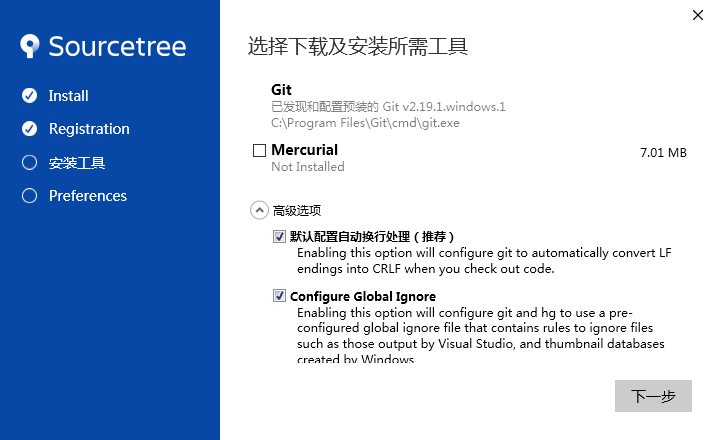 Sourcetree
Install
Registration
安装工具
Preferences
选择下载及安装所需工具
Git
已发现和配置预装的 Git v2.19.1.windows.1
C:\Program Files\Git\cmd\git.exe
Mercurial
7.01 MB
Not Installed
高级选项
默认配置自动换行处理（推荐）
Enabling this option will configure git to automatically convert LF
endings into CRLF when you check out code.
Configure Global Ignore
Enabling this option will configure git and hg to use a pre-
configured global ignore file that contains rules to ignore files
such as those output by Visual Studio, and thumbnail databases
created by Windows
下一步